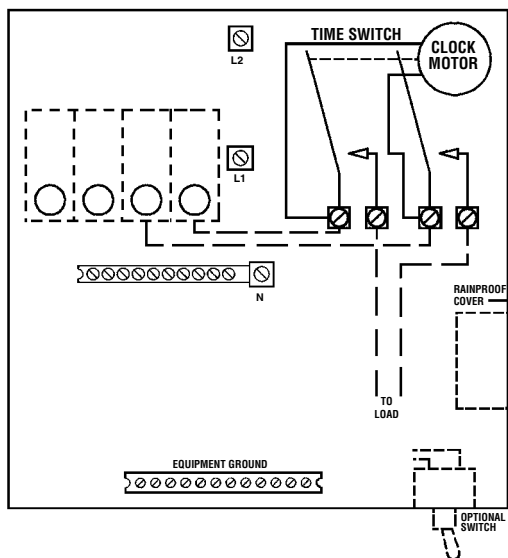 TIME SWITCH
CLOCK
MOTOR
L2
L1
N
RAINPROOF
COVER
TO
LOAD
EQUIPMENT GROUND
OPTIONAL
SWITCH